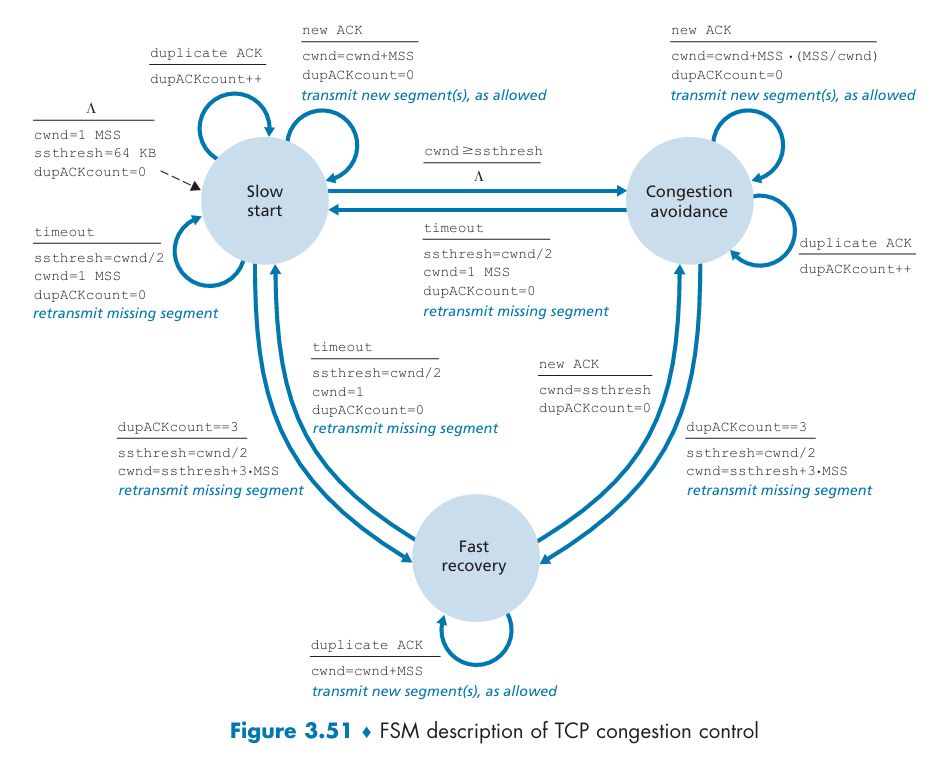 new ACK
cwnd=cwnd+MSS
dupACKcount=0
transmit new segment(s), as allowed
new ACK
cwnd=cwnd+MSS·(MSS/cwnd)
dupACKcount=0
transmit new segment(s), as allowed
duplicate ACK
dupACKcount++
Λ
cwnd=1 MSS
ssthresh=64 KB
dupACKcount=0
Slow
start
cwnd≥ssthresh
Λ
Congestion
avoidance
timeout
ssthresh=cwnd/2
cwnd=1 MSS
dupACKcount=0
retransmit missing segment
timeout
ssthresh=cwnd/2
cwnd=1 MSS
dupACKcount=0
retransmit missing segment
duplicate ACK
dupACKcount++
timeout
ssthresh=cwnd/2
cwnd=1
dupACKcount=0
retransmit missing segment
new ACK
cwnd=ssthresh
dupACKcount=0
dupACKcount==3
ssthresh=cwnd/2
cwnd=ssthresh+3·MSS
retransmit missing segment
dupACKcount==3
ssthresh=cwnd/2
cwnd=ssthresh+3·MSS
retransmit missing segment
Fast
recovery
duplicate ACK
cwnd=cwnd+MSS
transmit new segment(s), as allowed
Figure 3.51 ♦ FSM description of TCP congestion control